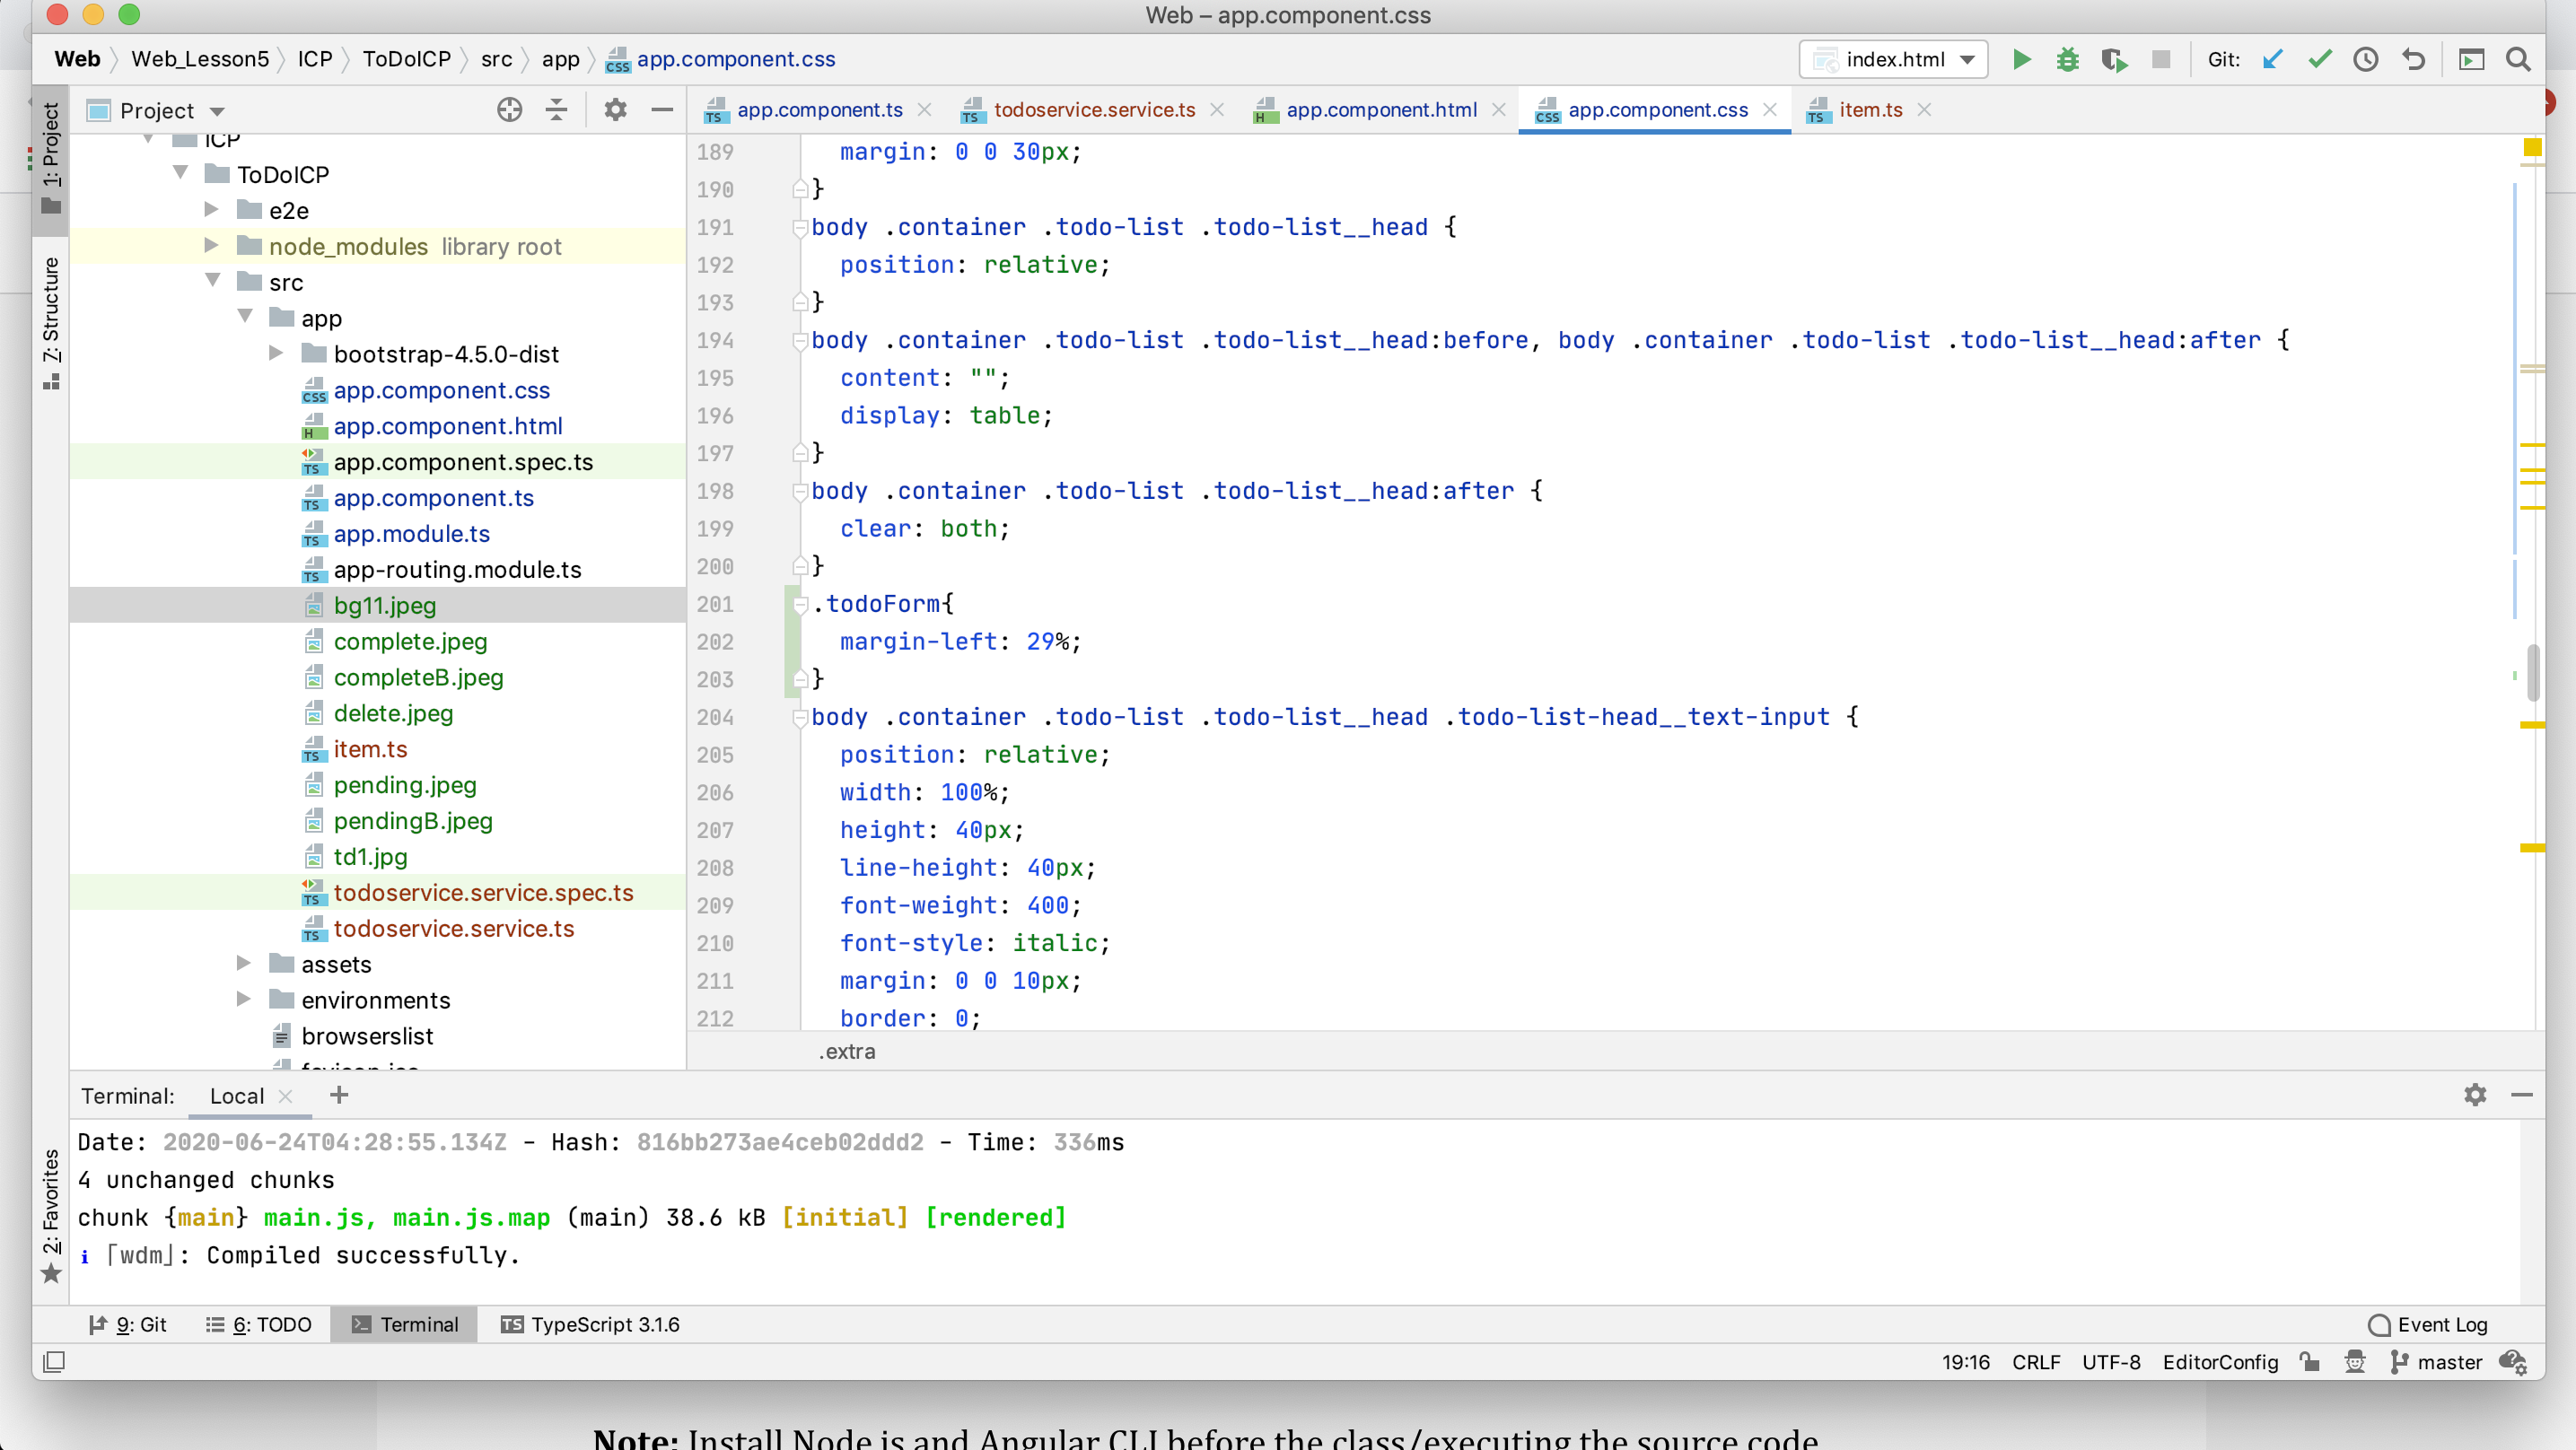 Web – app.component.css
Web Web_Lesson5 ICP ToDoICP src app app.component.css index.html Git:
1: Project
7: Structure
2: Favorites
Project
ICP
ToDoICP
e2e
node_modules library root
src
app
bootstrap-4.5.0-dist
app.component.css
app.component.html
app.component.spec.ts
app.component.ts
app.module.ts
app-routing.module.ts
bg11.jpeg
complete.jpeg
completeB.jpeg
delete.jpeg
item.ts
pending.jpeg
pendingB.jpeg
td1.jpg
todoservice.service.spec.ts
todoservice.service.ts
assets
environments
browserslist
favicon.ico
app.component.ts todoservice.service.ts app.component.html app.component.css item.ts
189 margin: 0 0 30px;
190 }
191 body .container .todo-list .todo-list__head {
192 position: relative;
193 }
194 body .container .todo-list .todo-list__head:before, body .container .todo-list .todo-list__head:after {
195 content: "";
196 display: table;
197 }
198 body .container .todo-list .todo-list__head:after {
199 clear: both;
200 }
201 .todoForm{
202 margin-left: 29%;
203 }
204 body .container .todo-list .todo-list__head .todo-list-head__text-input {
205 position: relative;
206 width: 100%;
207 height: 40px;
208 line-height: 40px;
209 font-weight: 400;
210 font-style: italic;
211 margin: 0 0 10px;
212 border: 0;
.extra
Terminal: Local
Date: 2020-06-24T04:28:55.134Z - Hash: 816bb273ae4ceb02ddd2 - Time: 336ms
4 unchanged chunks
chunk {main} main.js, main.js.map (main) 38.6 kB [initial] [rendered]
ℹ ｢wdm｣: Compiled successfully.
9: Git 6: TODO Terminal TypeScript 3.1.6 Event Log
19:16 CRLF UTF-8 EditorConfig master
Note: Install Node js and Angular CLI before the class/executing the source code